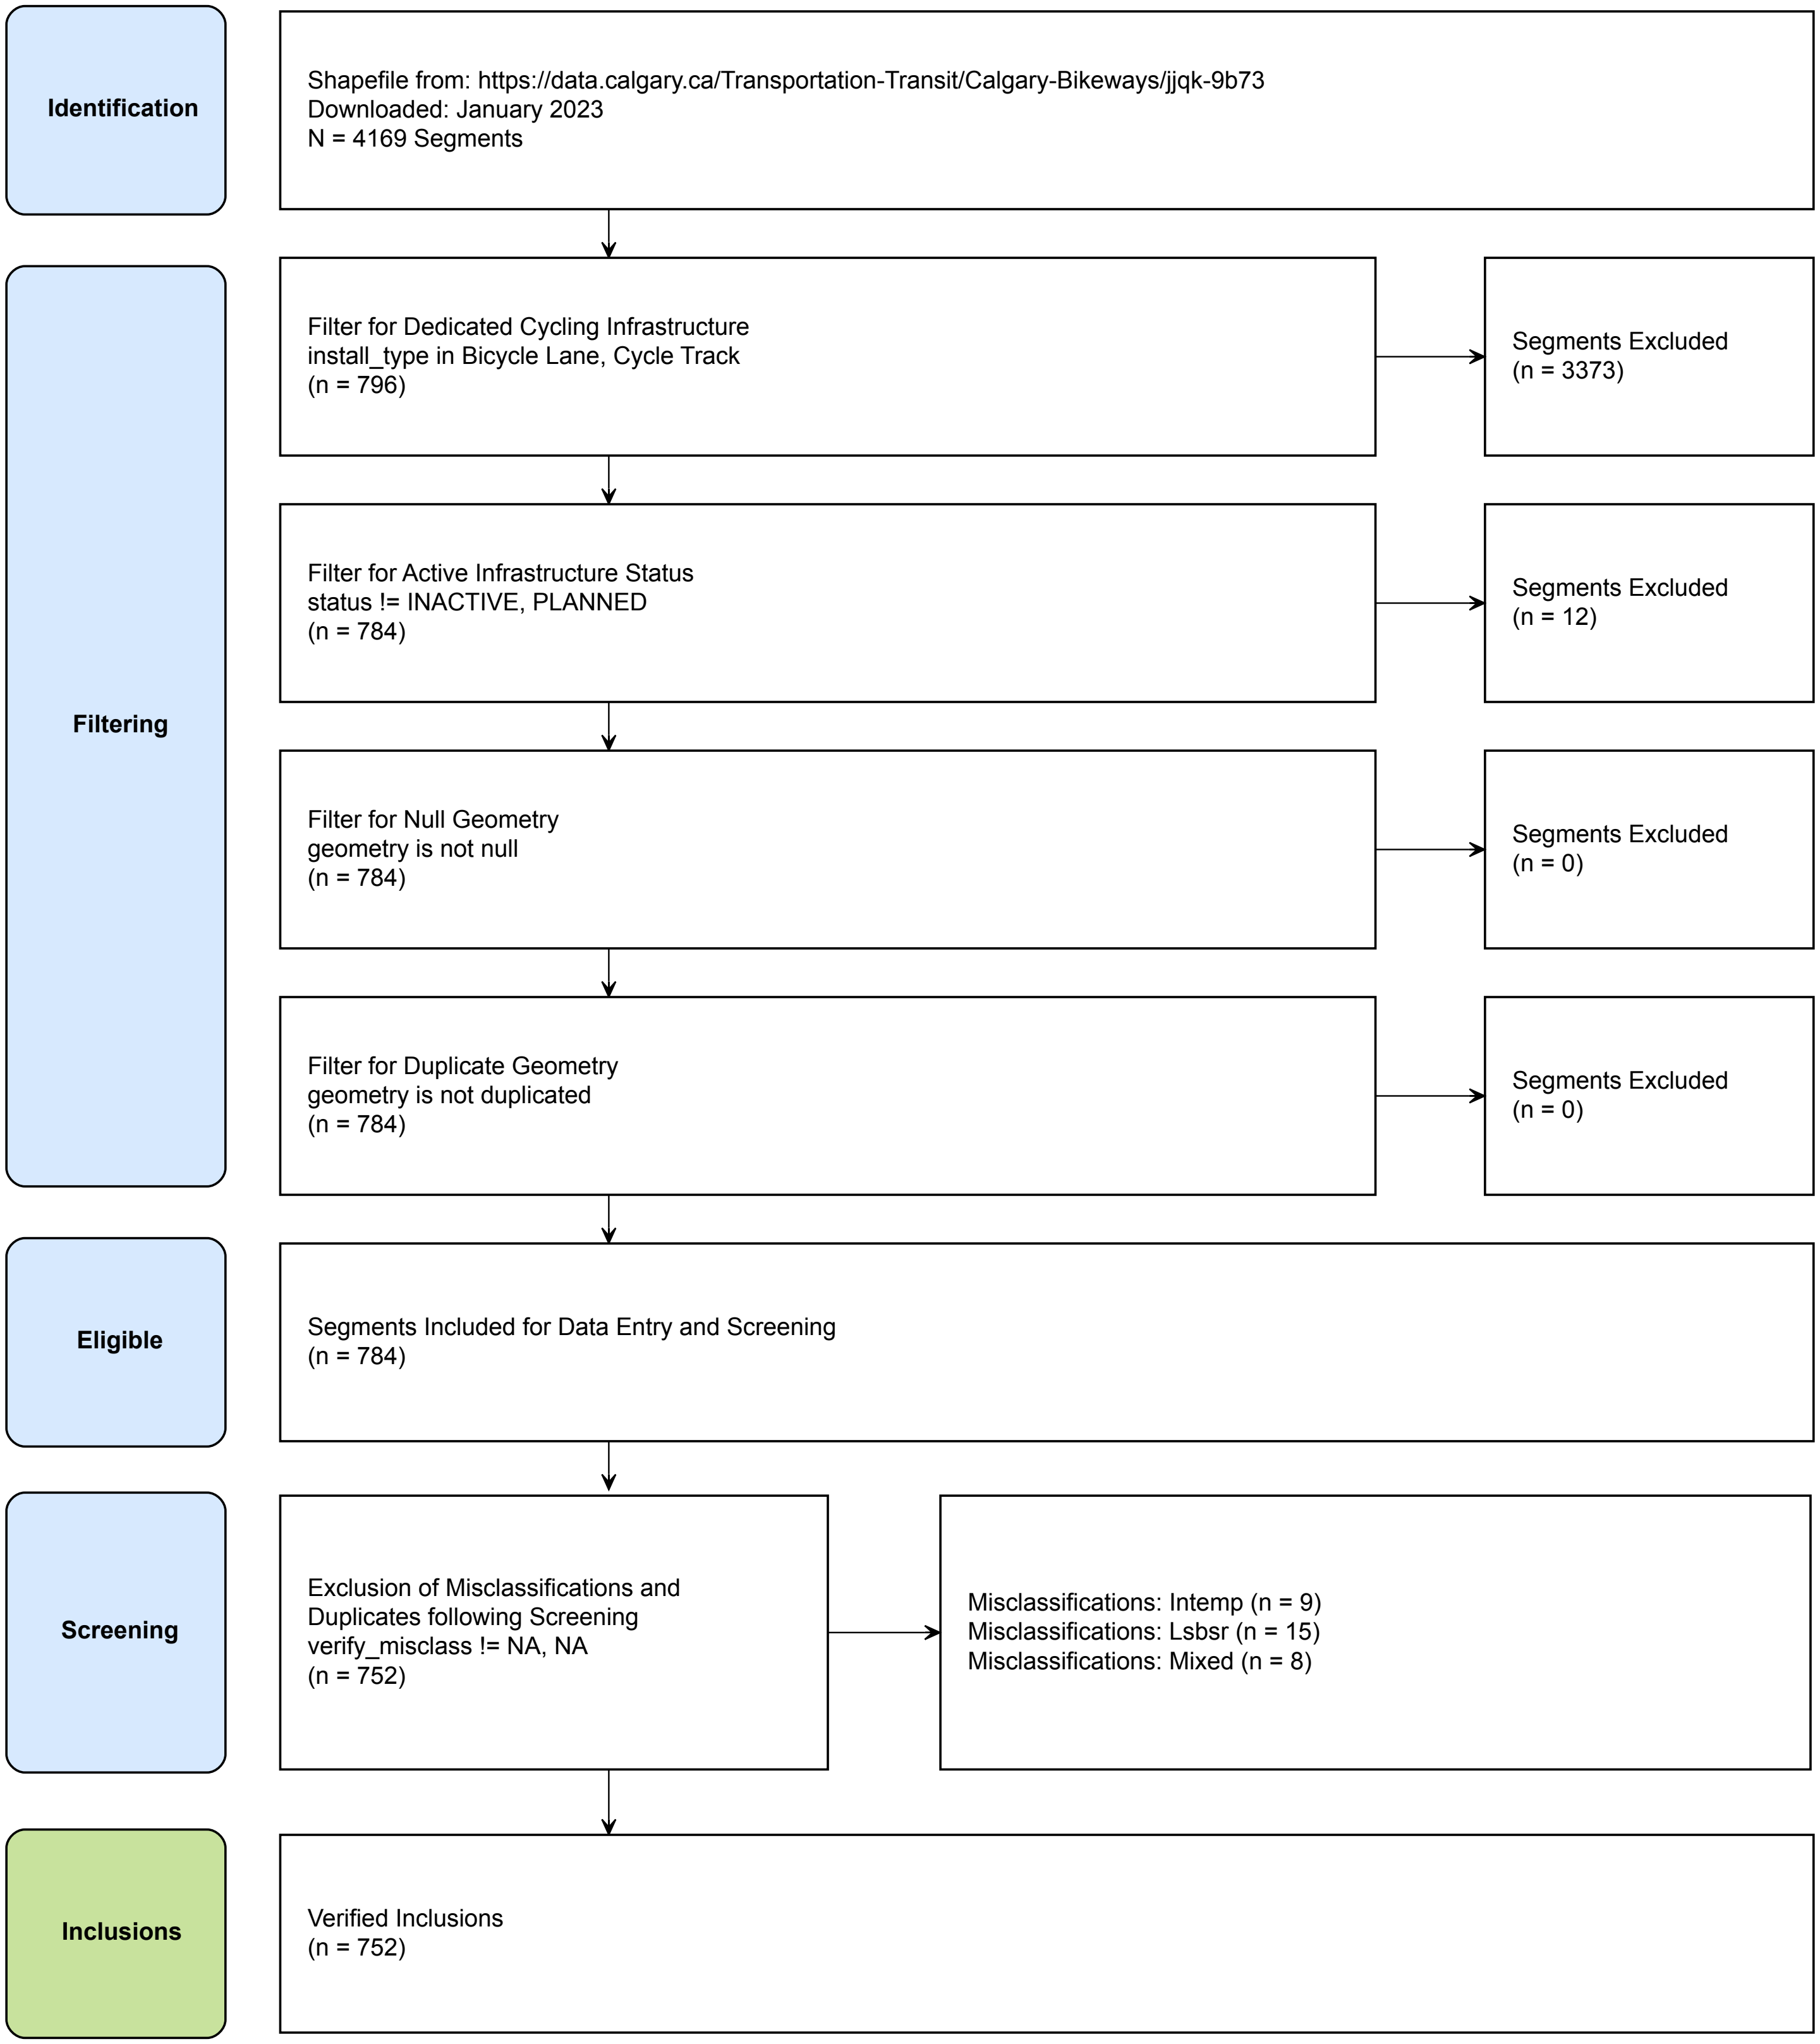 Identification
Shapefile from: https://data.calgary.ca/Transportation-Transit/Calgary-Bikeways/jjqk-9b73
Downloaded: January 2023
N = 4169 Segments
Filtering
Filter for Dedicated Cycling Infrastructure
install_type in Bicycle Lane, Cycle Track
(n = 796)
Segments Excluded
(n = 3373)
Filter for Active Infrastructure Status
status != INACTIVE, PLANNED
(n = 784)
Segments Excluded
(n = 12)
Filter for Null Geometry
geometry is not null
(n = 784)
Segments Excluded
(n = 0)
Filter for Duplicate Geometry
geometry is not duplicated
(n = 784)
Segments Excluded
(n = 0)
Eligible
Segments Included for Data Entry and Screening
(n = 784)
Screening
Exclusion of Misclassifications and
Duplicates following Screening
verify_misclass != NA, NA
(n = 752)
Misclassifications: Intemp (n = 9)
Misclassifications: Lsbsr (n = 15)
Misclassifications: Mixed (n = 8)
Inclusions
Verified Inclusions
(n = 752)